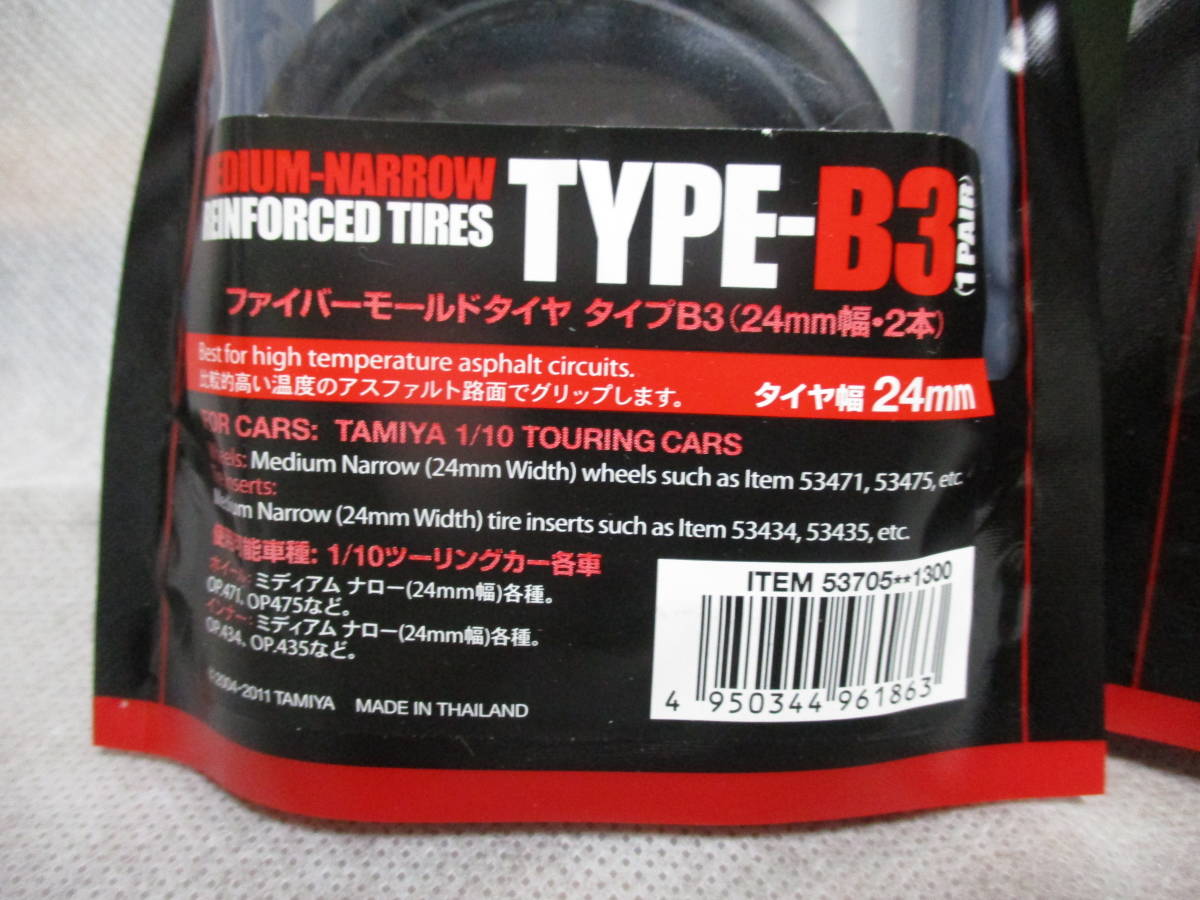 MEDIUM-NARROW
REINFORCED TIRES
TYPE-B3
(1 PAIR)
ファイバーモールドタイヤ タイプB3(24mm幅・2本)
Best for high temperature asphalt circuits.
比較的高い温度のアスファルト路面でグリップします。
タイヤ幅 24mm
FOR CARS: TAMIYA 1/10 TOURING CARS
Wheels: Medium Narrow (24mm Width) wheels such as Item 53471, 53475, etc.
Tire inserts:
Medium Narrow (24mm Width) tire inserts such as Item 53434, 53435, etc.
使用可能車種: 1/10ツーリングカー各車
ホイール: ミディアム ナロー(24mm幅)各種。
OP.471、OP.475など。
インナー: ミディアム ナロー(24mm幅)各種。
OP.434、OP.435など。
© 2004-2011 TAMIYA MADE IN THAILAND
ITEM 53705**1300
4 950344 961863